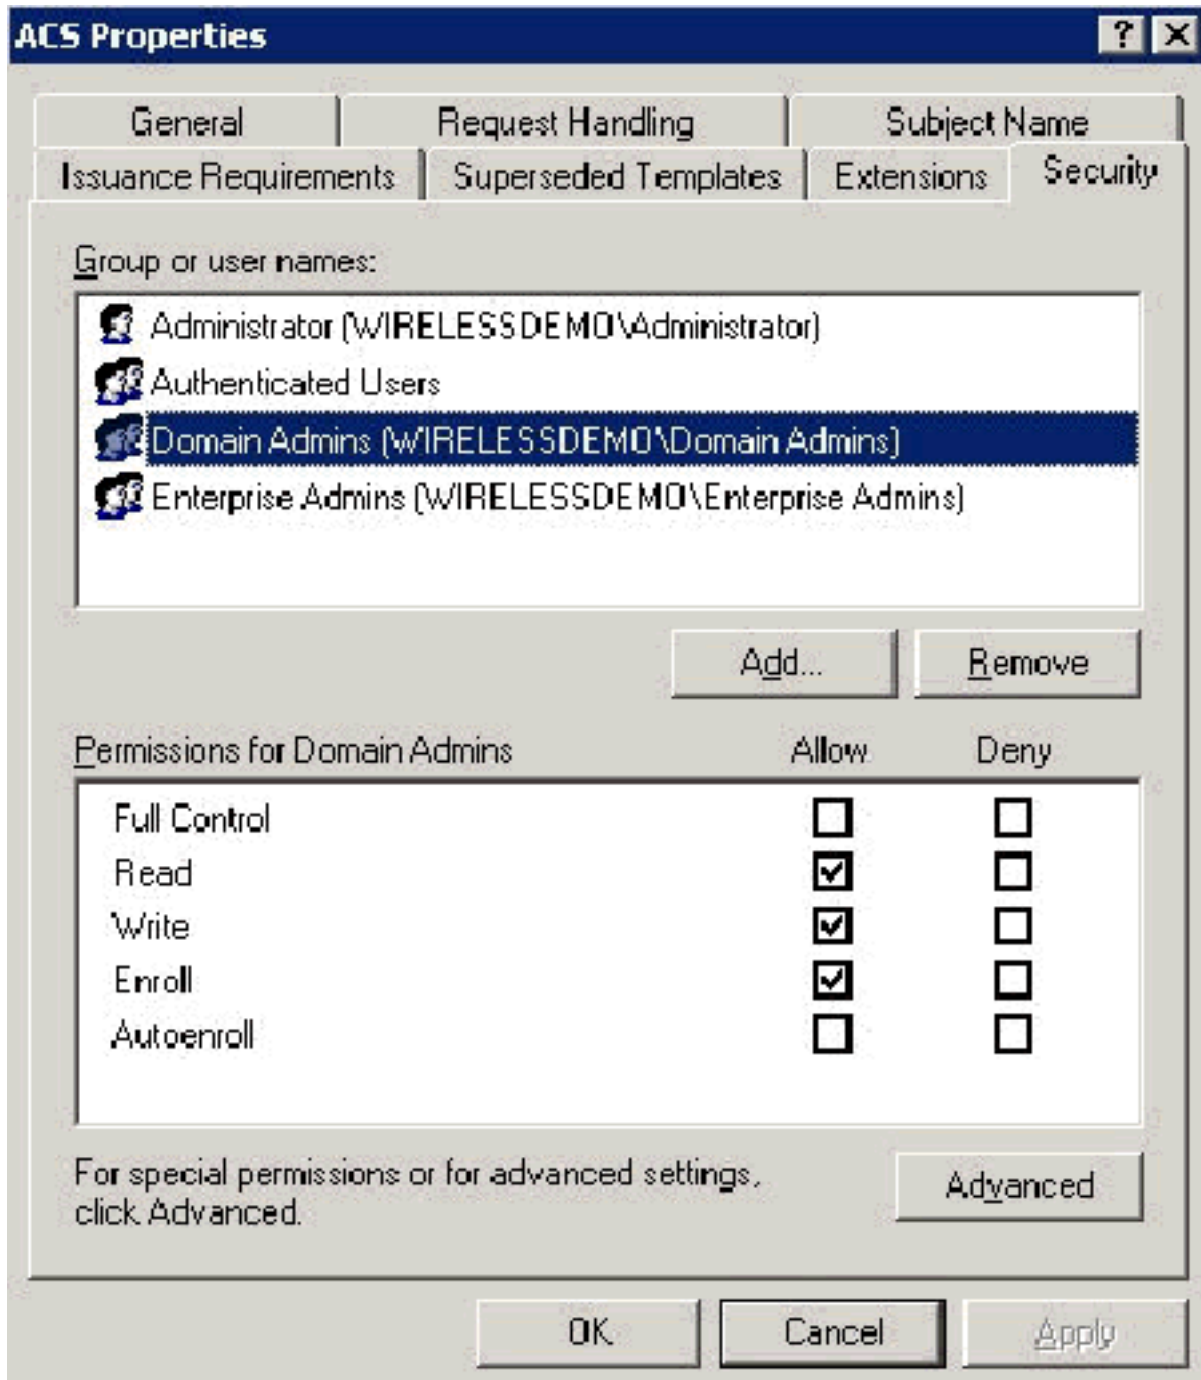 ACS Properties
General Request Handling Subject Name
Issuance Requirements Superseded Templates Extensions Security
Group or user names:
Administrator (WIRELESSDEMO\Administrator)
Authenticated Users
Domain Admins (WIRELESSDEMO\Domain Admins)
Enterprise Admins (WIRELESSDEMO\Enterprise Admins)
Add... Remove
Permissions for Domain Admins Allow Deny
Full Control
Read
Write
Enroll
Autoenroll
For special permissions or for advanced settings,
click Advanced.
Advanced
OK Cancel Apply